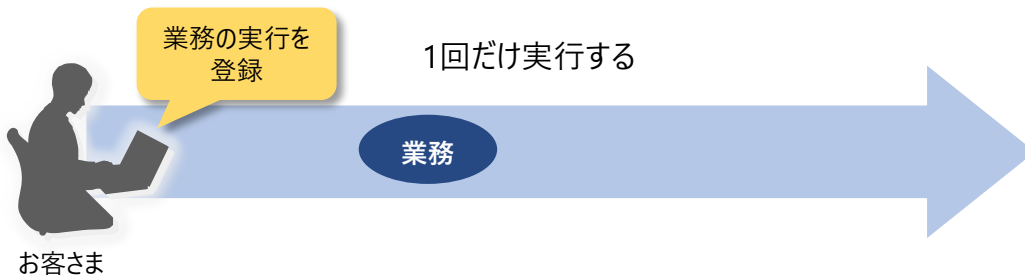 業務の実行を
登録
1回だけ実行する
業務
お客さま